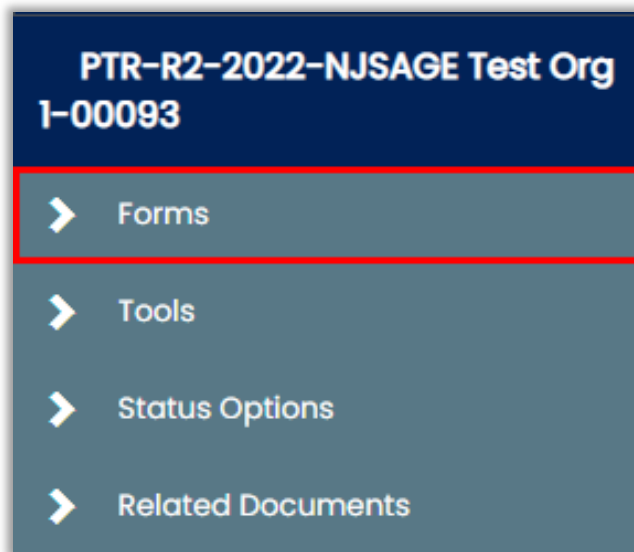 PTR-R2-2022-NJSAGE Test Org
1-00093
Forms
Tools
Status Options
Related Documents